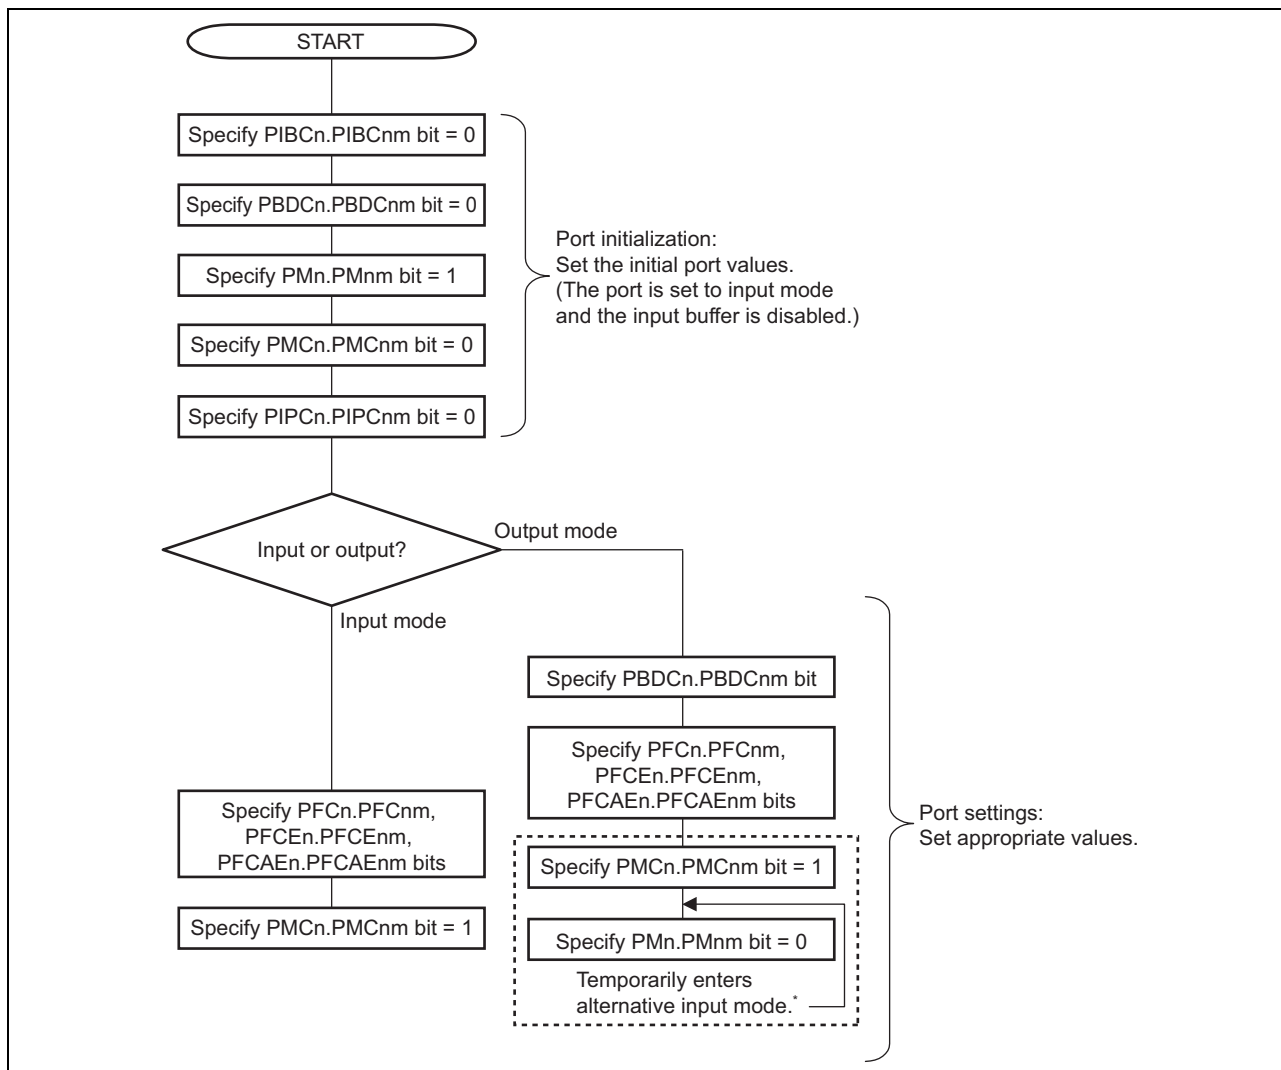 START
Specify PIBCn.PIBCnm bit = 0
Specify PBDCn.PBDCnm bit = 0
Specify PMn.PMnm bit = 1
Specify PMCn.PMCnm bit = 0
Specify PIPCn.PIPCnm bit = 0
Port initialization:
Set the initial port values.
(The port is set to input mode
and the input buffer is disabled.)
Input or output?
Output mode
Input mode
Specify PFCn.PFCnm,
PFCEn.PFCEnm,
PFCAEn.PFCAEnm bits
Specify PMCn.PMCnm bit = 1
Specify PBDCn.PBDCnm bit
Specify PFCn.PFCnm,
PFCEn.PFCEnm,
PFCAEn.PFCAEnm bits
Specify PMCn.PMCnm bit = 1
Specify PMn.PMnm bit = 0
Temporarily enters
alternative input mode.*
Port settings:
Set appropriate values.